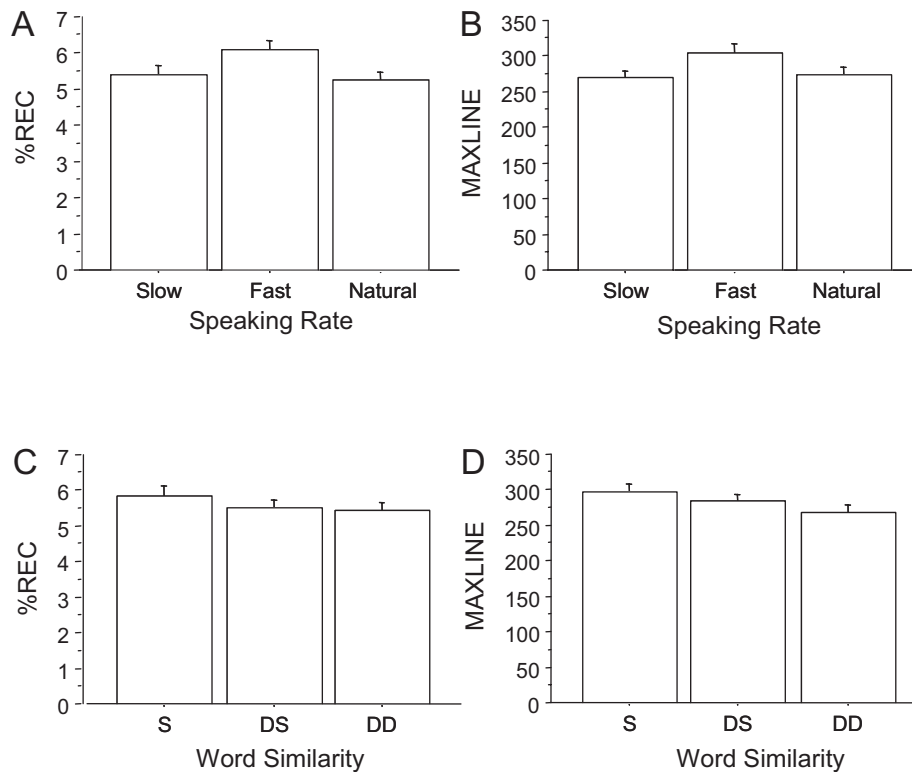 A
%REC
7
6
5
4
3
2
1
0
Slow Fast Natural
Speaking Rate
B
MAXLINE
350
300
250
200
150
100
50
0
Slow Fast Natural
Speaking Rate
C
%REC
7
6
5
4
3
2
1
0
S DS DD
Word Similarity
D
MAXLINE
350
300
250
200
150
100
50
0
S DS DD
Word Similarity